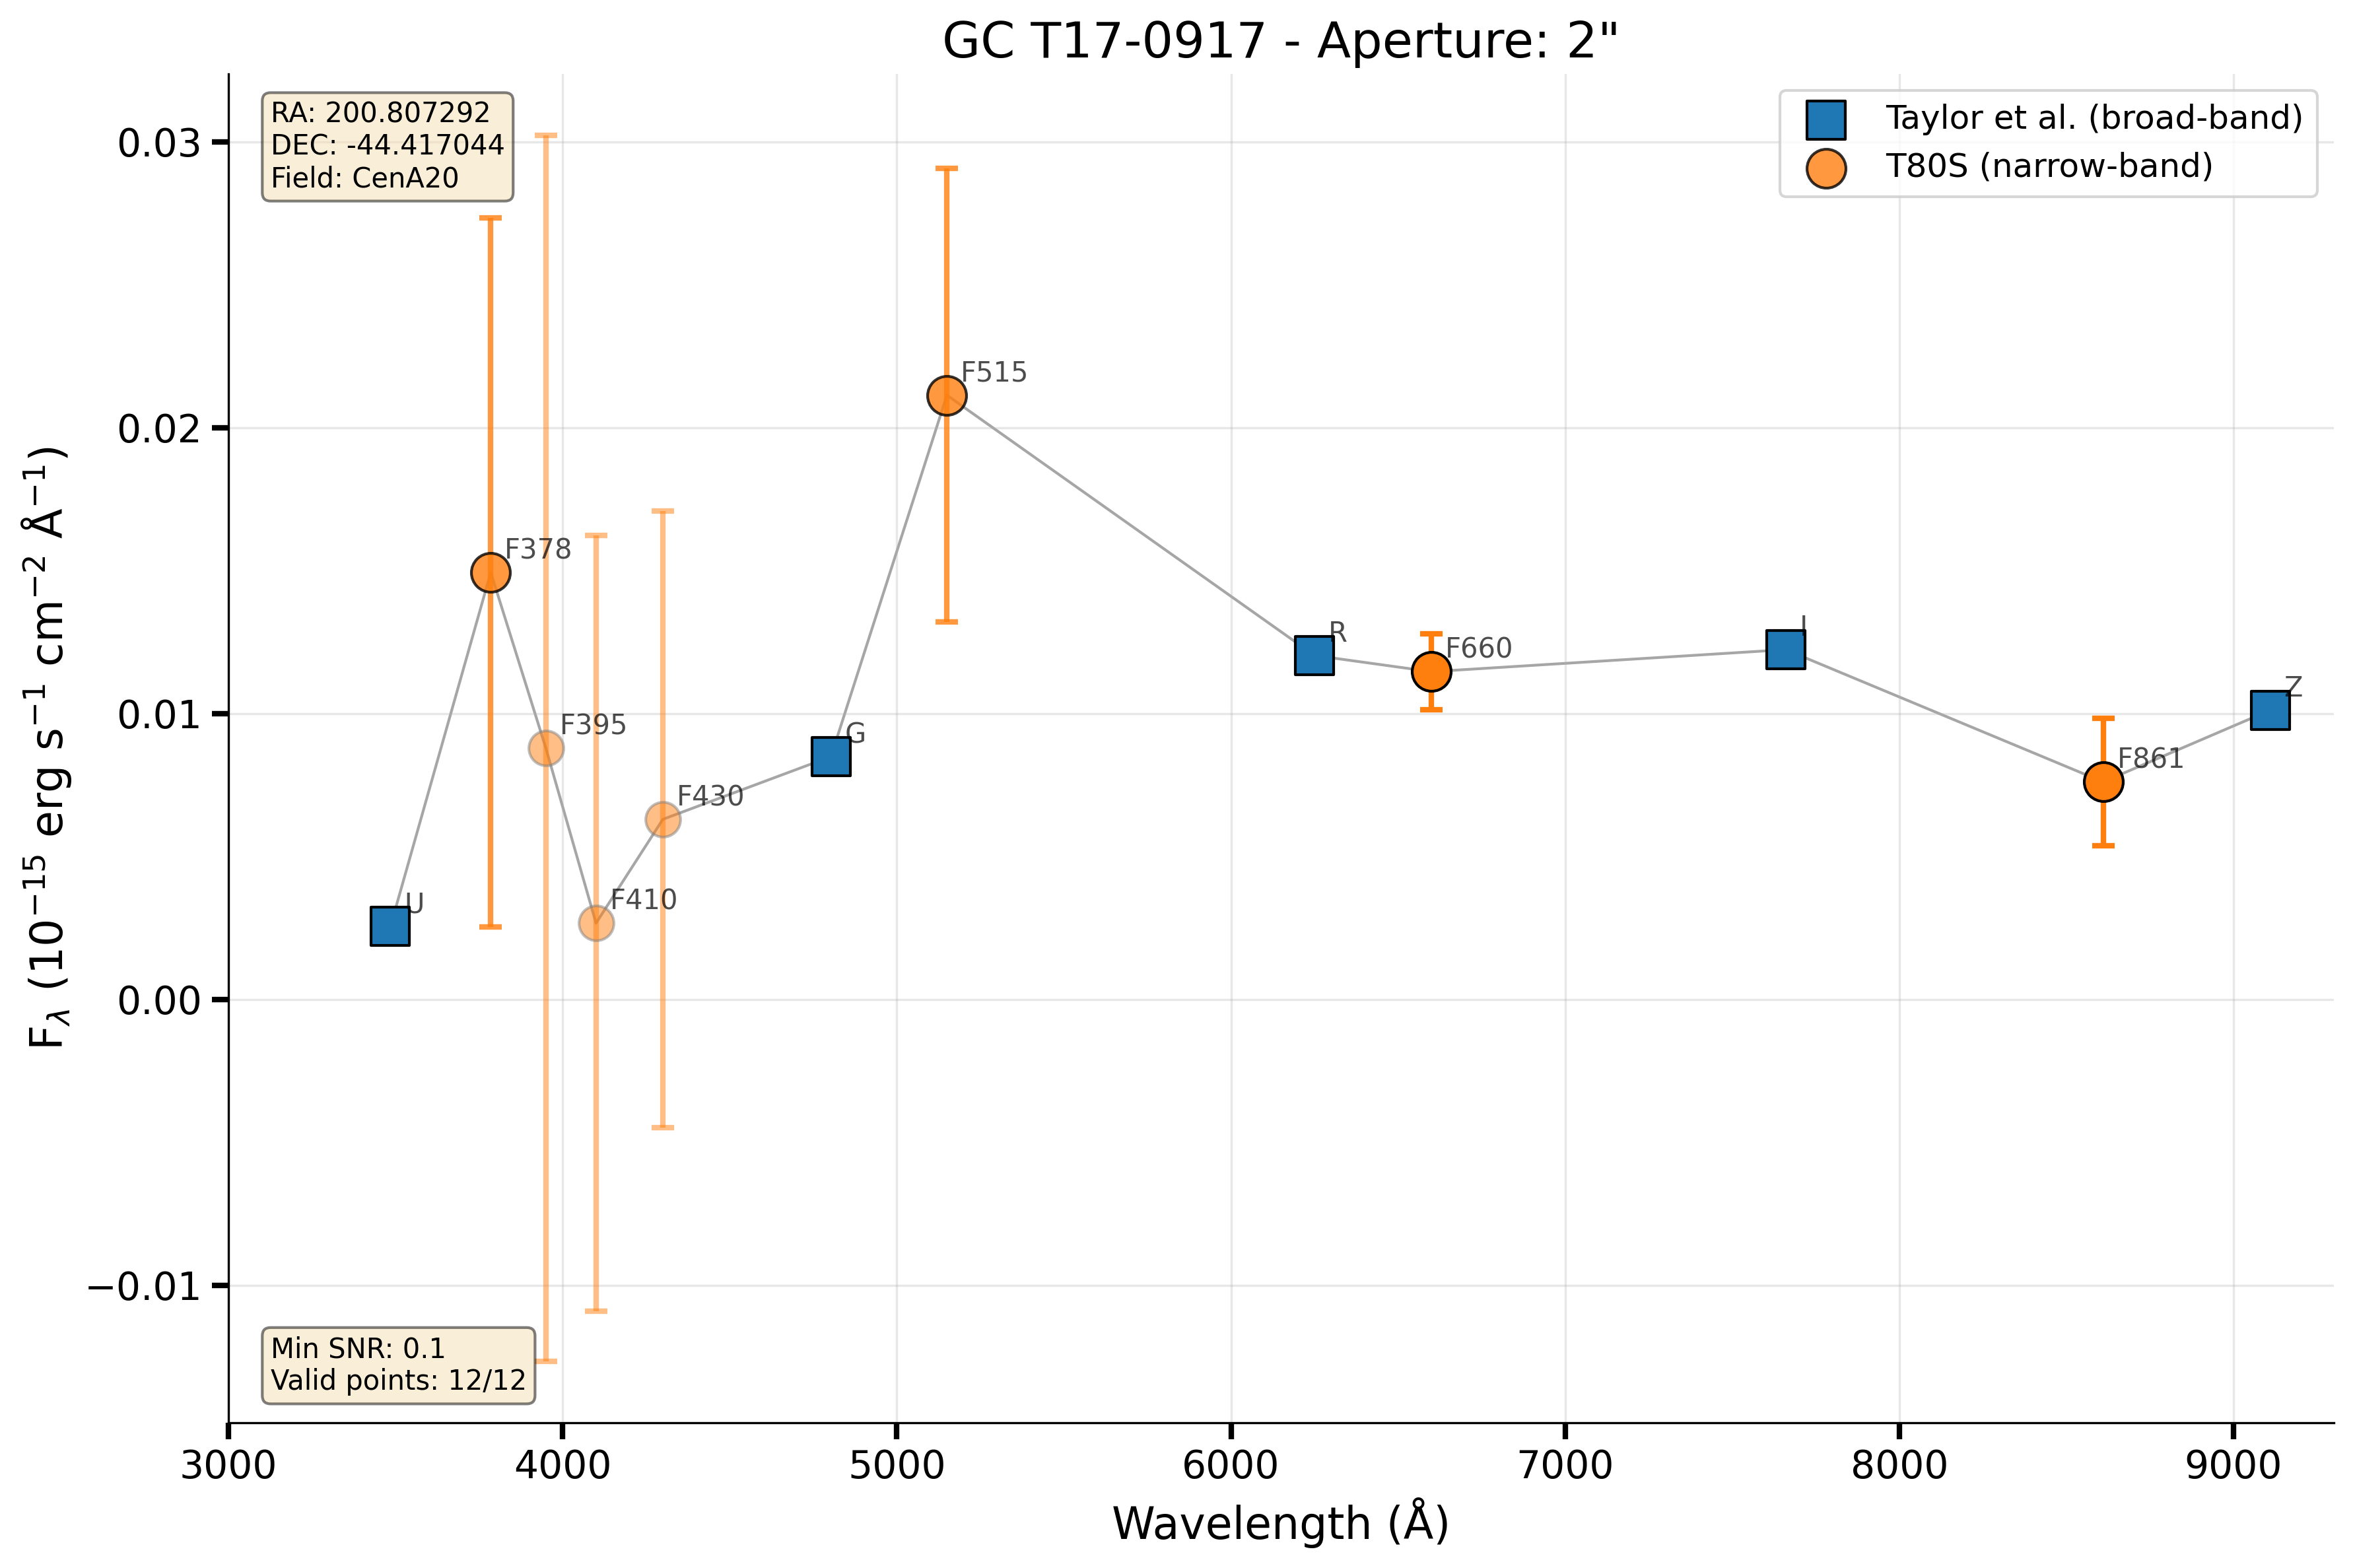 GC T17-0917 - Aperture: 2"
RA: 200.807292
DEC: -44.417044
Field: CenA20
Taylor et al. (broad-band)
T80S (narrow-band)
0.03
0.02
0.01
0.00
−0.01
F_λ (10⁻¹⁵ erg s⁻¹ cm⁻² Å⁻¹)
U
F378
F395
F410
F430
G
F515
R
F660
I
F861
Z
Min SNR: 0.1
Valid points: 12/12
3000 4000 5000 6000 7000 8000 9000
Wavelength (Å)